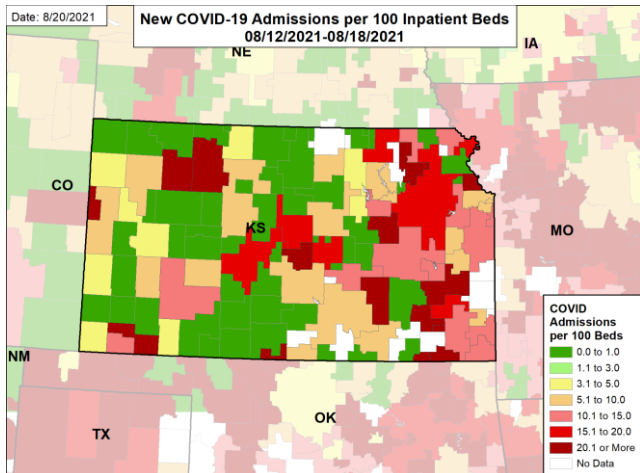 Date: 8/20/2021
New COVID-19 Admissions per 100 Inpatient Beds
08/12/2021-08/18/2021
NE
IA
CO
KS
MO
NM
TX
OK
COVID
Admissions
per 100 Beds
0.0 to 1.0
1.1 to 3.0
3.1 to 5.0
5.1 to 10.0
10.1 to 15.0
15.1 to 20.0
20.1 or More
No Data